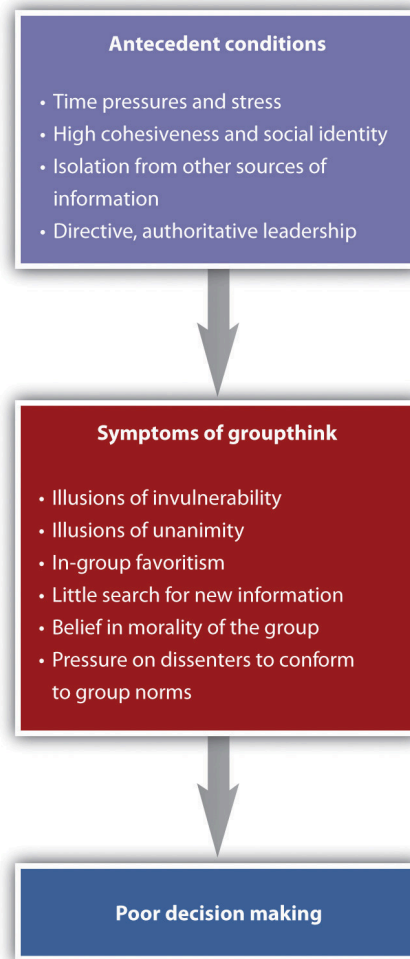 Antecedent conditions
• Time pressures and stress
• High cohesiveness and social identity
• Isolation from other sources of
information
• Directive, authoritative leadership
Symptoms of groupthink
• Illusions of invulnerability
• Illusions of unanimity
• In-group favoritism
• Little search for new information
• Belief in morality of the group
• Pressure on dissenters to conform
to group norms
Poor decision making